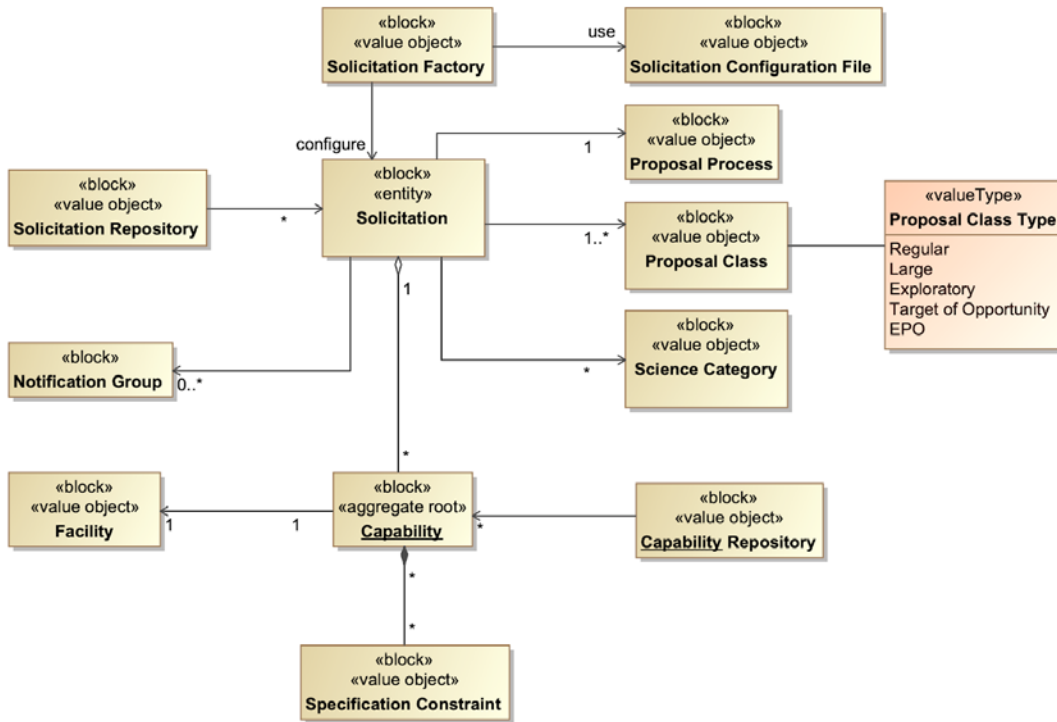 «block»
«value object»
Solicitation Factory
use
«block»
«value object»
Solicitation Configuration File
configure
«block»
«value object»
Proposal Process
1
«block»
«entity»
Solicitation
«block»
«value object»
Solicitation Repository
*
«block»
«value object»
Proposal Class
1..*
«valueType»
Proposal Class Type
Regular
Large
Exploratory
Target of Opportunity
EPO
1
«block»
«value object»
Science Category
*
«block»
Notification Group
0..*
*
«block»
«value object»
Facility
1
1
«block»
«aggregate root»
Capability
*
«block»
«value object»
Capability Repository
*
*
«block»
«value object»
Specification Constraint